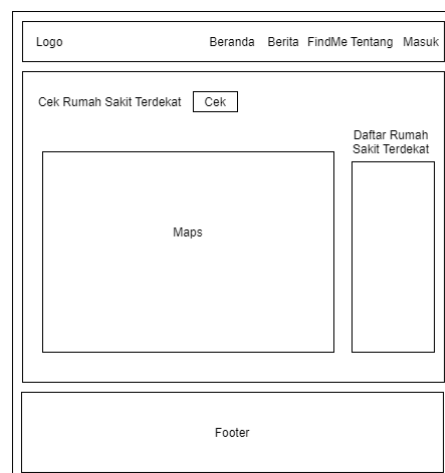 Logo Beranda Berita FindMe Tentang Masuk
Cek Rumah Sakit Terdekat Cek
Daftar Rumah
Sakit Terdekat
Maps
Footer